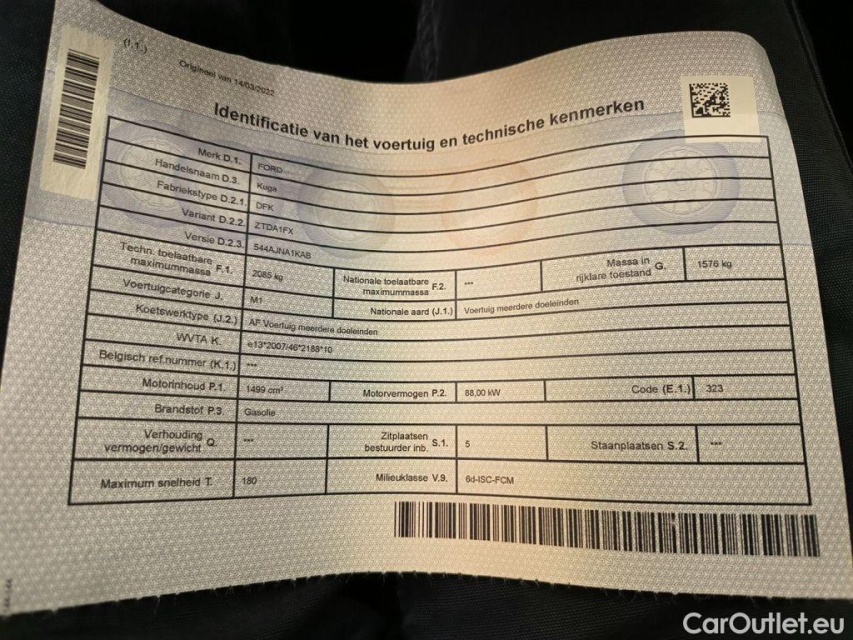 (I.1.)
Origineel van 14/03/2022
Identificatie van het voertuig en technische kenmerken
Merk D.1. FORD
Handelsnaam D.3. Kuga
Fabriekstype D.2.1. DFK
Variant D.2.2. ZTDA1FX
Versie D.2.3. 544AJNA1KAB
Techn. toelaatbare maximummassa F.1. 2085 kg Nationale toelaatbare maximummassa F.2. --- Massa in rijklare toestand G. 1576 kg
Voertuigcategorie J. M1 Nationale aard (J.1.) Voertuig meerdere doeleinden
Koetswerktype (J.2.) AF Voertuig meerdere doeleinden
WVTA K. e13*2007/46*2188*10
Belgisch ref.nummer (K.1.) ---
Motorinhoud P.1. 1499 cm³ Motorvermogen P.2. 88,00 kW Code (E.1.) 323
Brandstof P.3. Gasolie
Verhouding vermogen/gewicht Q. --- Zitplaatsen bestuurder inb. S.1. 5 Staanplaatsen S.2. ---
Maximum snelheid T. 180 Milieuklasse V.9. 6d-ISC-FCM
CarOutlet.eu